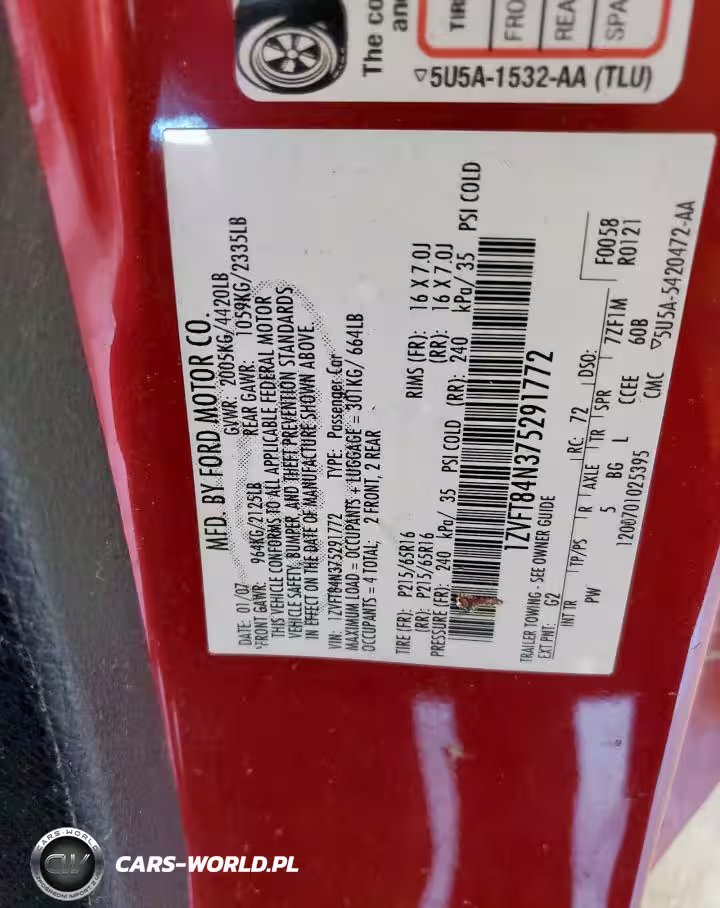 The co
and
TIRE
FRO
REA
SPA
▽5U5A-1532-AA (TLU)
MFD. BY FORD MOTOR CO.
DATE: 01/07 GVWR: 2005KG/4420LB
FRONT GAWR: 964KG/2125LB REAR GAWR: 1059KG/2335LB
THIS VEHICLE CONFORMS TO ALL APPLICABLE FEDERAL MOTOR
VEHICLE SAFETY, BUMPER, AND THEFT PREVENTION STANDARDS
IN EFFECT ON THE DATE OF MANUFACTURE SHOWN ABOVE.
VIN: 1ZVFT84N375291772 TYPE: Passenger Car
MAXIMUM LOAD = OCCUPANTS + LUGGAGE = 301KG/ 664LB
OCCUPANTS = 4 TOTAL; 2 FRONT, 2 REAR
TIRE (FR): P215/65R16 RIMS (FR): 16 X 7.0J
(RR): P215/65R16 (RR): 16 X 7.0J
PRESSURE (FR): 240 kPa/ 35 PSI COLD (RR): 240 kPa/ 35 PSI COLD
1ZVFT84N375291772
TRAILER TOWING - SEE OWNER GUIDE
EXT PNT: G2 RC: 72 DSO: F0058
INT TR TP/PS R AXLE TR SPR 72F1M R0121
PW 5 BG L CCEE 60B
1200701025395 CMC ▽5U5A-5420472-AA
CARS-WORLD
CW
CARS-WORLD.PL